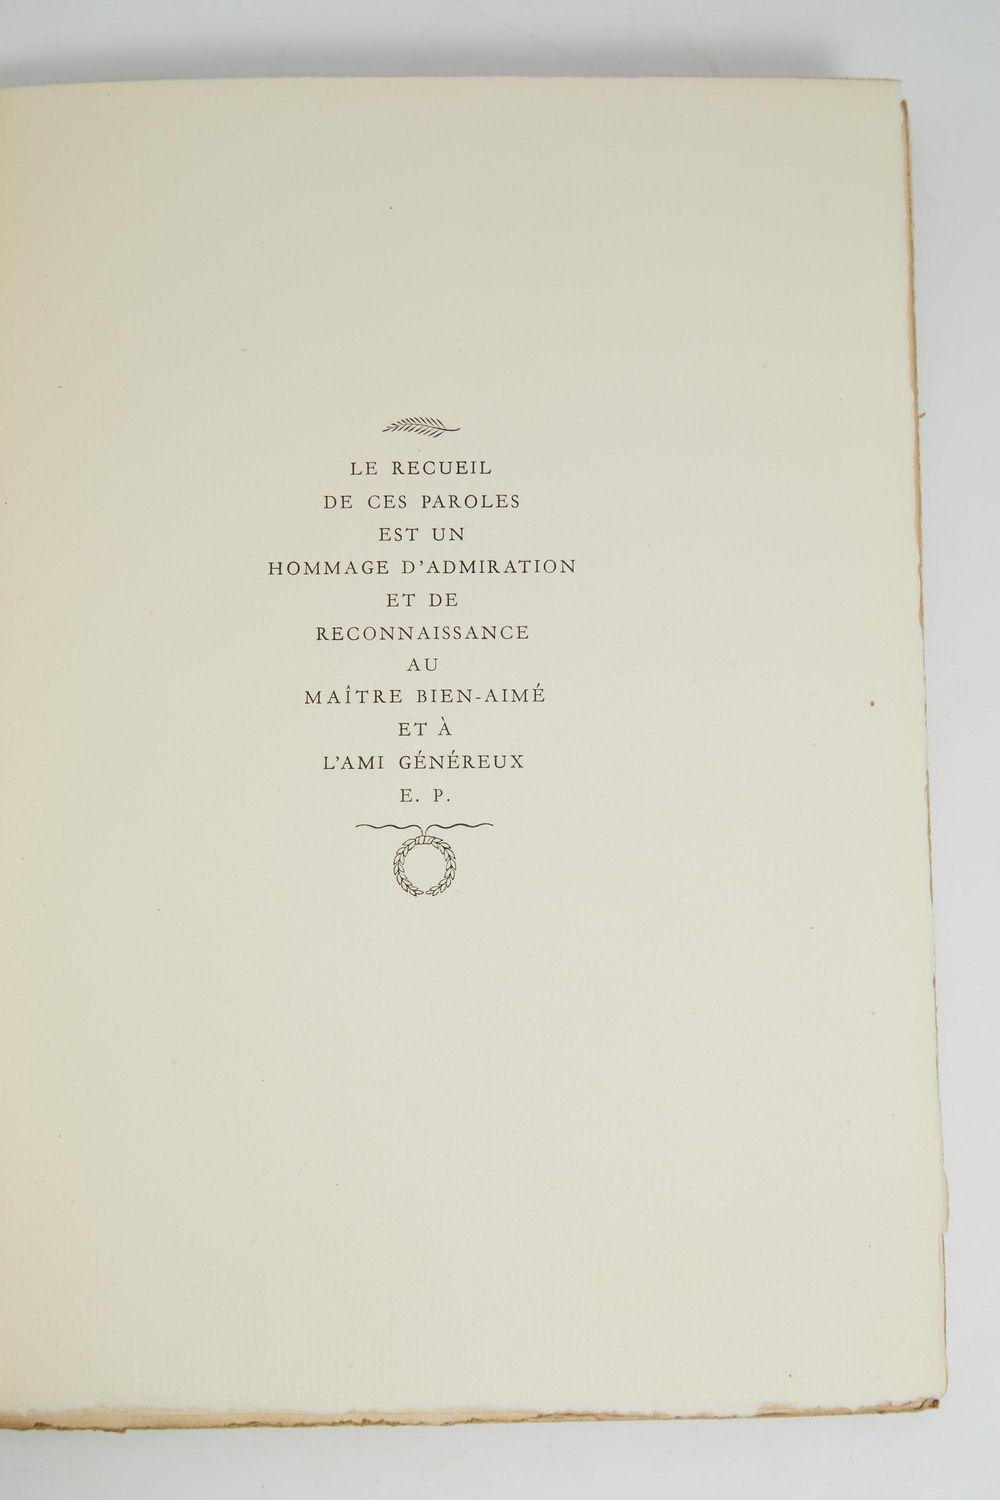 LE RECUEIL
DE CES PAROLES
EST UN
HOMMAGE D'ADMIRATION
ET DE
RECONNAISSANCE
AU
MAÎTRE BIEN-AIMÉ
ET À
L'AMI GÉNÉREUX
E. P.